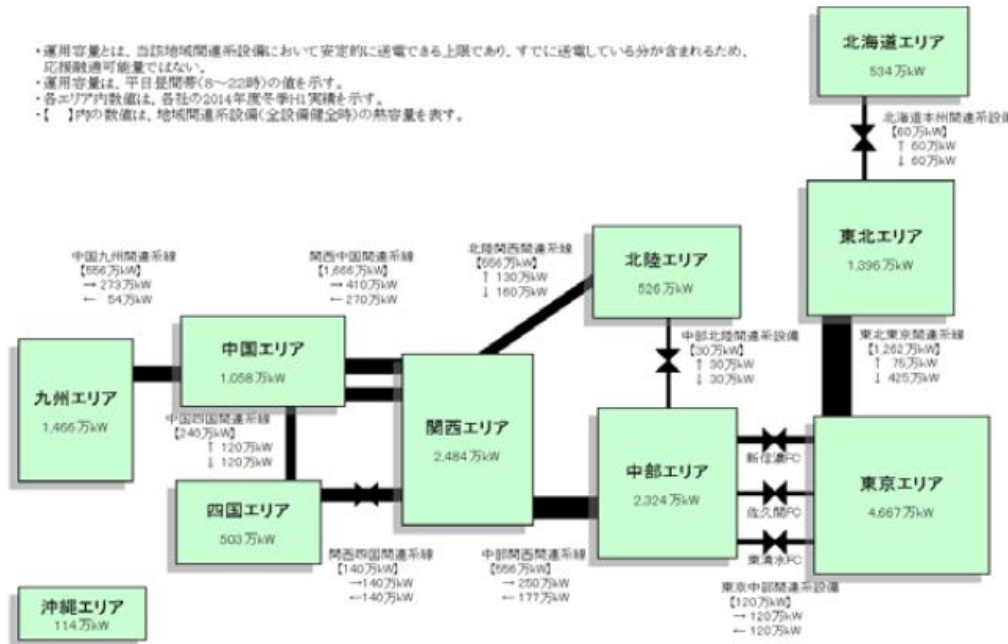 ・運用容量とは、当該地域間連系設備において安定的に送電できる上限であり、すでに送電している分が含まれるため、
応援融通可能量ではない。
・運用容量は、平日昼間帯(8～22時)の値を示す。
・各エリア内数値は、各社の2014年度冬季H1実績を示す。
・【　】内の数値は、地域間連系設備(全設備健全時)の熱容量を表す。
北海道エリア
534万kW
北海道本州間連系設備
【60万kW】
↑ 60万kW
↓ 60万kW
東北エリア
1,396万kW
北陸関西間連系線
【556万kW】
↑ 130万kW
↓ 160万kW
北陸エリア
526万kW
中国九州間連系線
【556万kW】
→ 273万kW
← 54万kW
関西中国間連系線
【1,666万kW】
→ 410万kW
← 270万kW
中部北陸間連系設備
【30万kW】
↑ 30万kW
↓ 30万kW
東北東京間連系線
【1,262万kW】
↑ 75万kW
↓ 425万kW
中国エリア
1,058万kW
九州エリア
1,466万kW
中国四国間連系線
【240万kW】
↑ 120万kW
↓ 120万kW
関西エリア
2,484万kW
中部エリア
2,324万kW
新信濃FC
佐久間FC
東清水FC
東京エリア
4,667万kW
四国エリア
503万kW
関西四国間連系線
【140万kW】
→140万kW
←140万kW
中部関西間連系線
【556万kW】
→ 250万kW
← 177万kW
東京中部間連系設備
【120万kW】
→ 120万kW
← 120万kW
沖縄エリア
114万kW